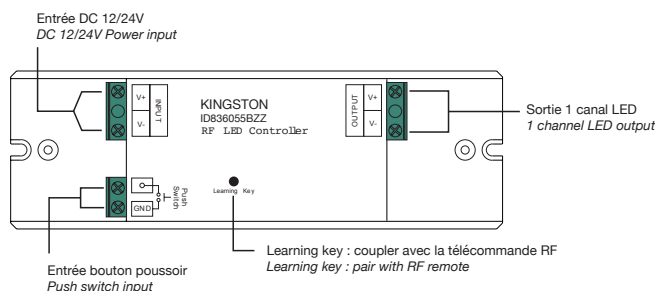 Entrée DC 12/24V
DC 12/24V Power input
V+
V-
INPUT
KINGSTON
ID836055BZZ
RF LED Controller
OUTPUT
V+
V-
Sortie 1 canal LED
1 channel LED output
GND
Push
Switch
Learning Key
Learning key : coupler avec la télécommande RF
Learning key : pair with RF remote
Entrée bouton poussoir
Push switch input